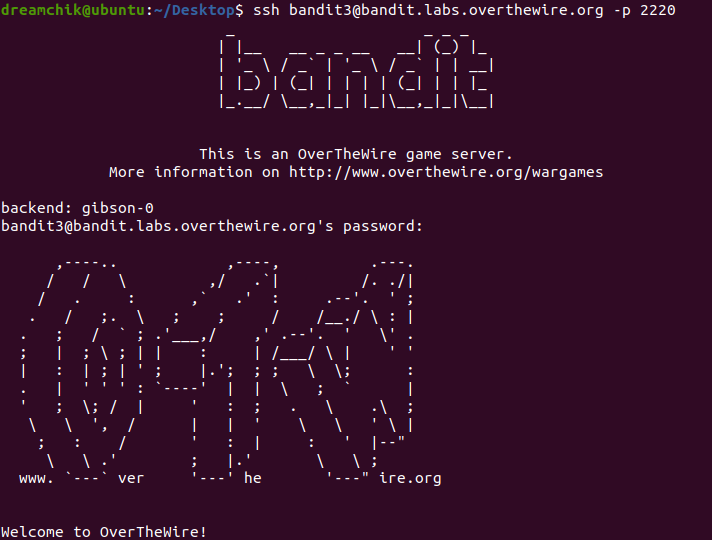 dreamchik@ubuntu:~/Desktop$ ssh bandit3@bandit.labs.overthewire.org -p 2220
bandit
This is an OverTheWire game server.
More information on http://www.overthewire.org/wargames
backend: gibson-0
bandit3@bandit.labs.overthewire.org's password:
www. ver he ire.org
Welcome to OverTheWire!